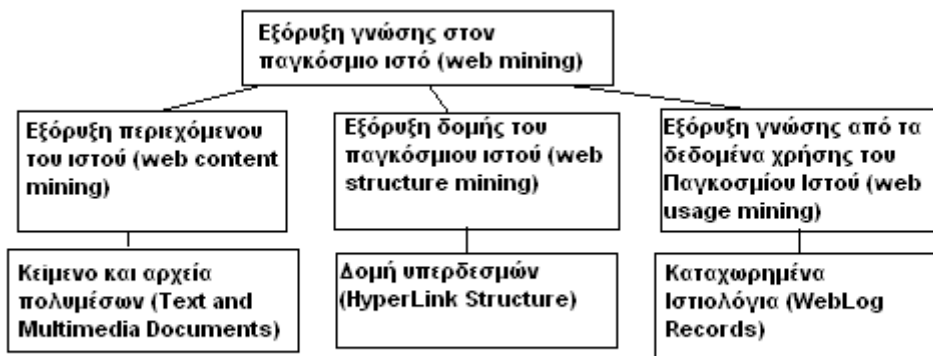 Εξόρυξη γνώσης στον
παγκόσμιο ιστό (web mining)
Εξόρυξη περιεχόμενου
του ιστού (web content
mining)
Εξόρυξη δομής του
παγκόσμιου ιστού (web
structure mining)
Εξόρυξη γνώσης από τα
δεδομένα χρήσης του
Παγκοσμίου Ιστού (web
usage mining)
Κείμενο και αρχεία
πολυμέσων (Text and
Multimedia Documents)
Δομή υπερδεσμών
(HyperLink Structure)
Καταχωρημένα
Ιστιολόγια (WebLog
Records)